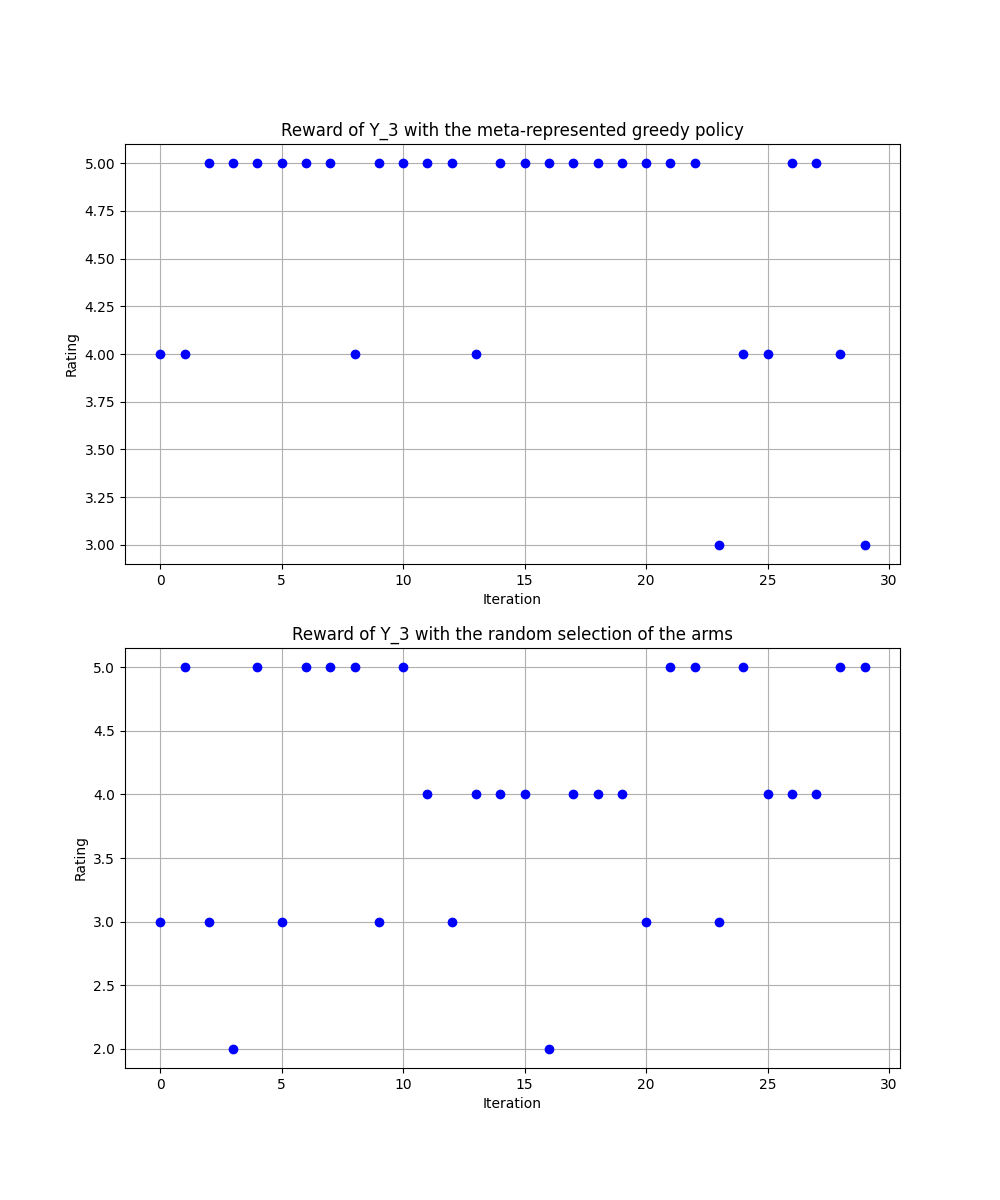 Reward of Y_3 with the meta-represented greedy policy
5.00
4.75
4.50
4.25
4.00
3.75
3.50
3.25
3.00
Rating
0 5 10 15 20 25 30
Iteration
Reward of Y_3 with the random selection of the arms
5.0
4.5
4.0
3.5
3.0
2.5
2.0
Rating
0 5 10 15 20 25 30
Iteration